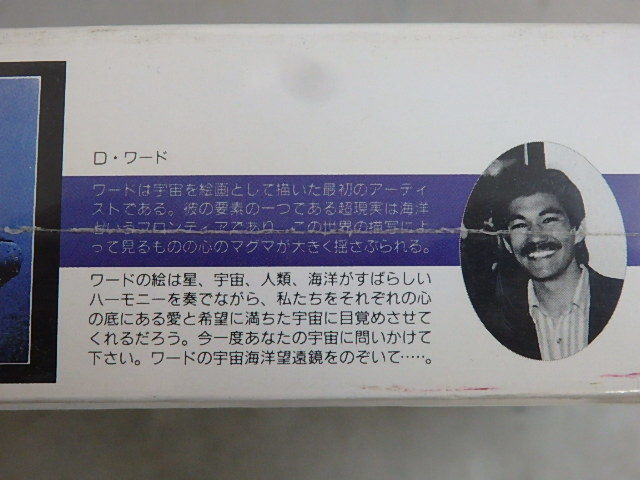 D・ワード
ワードは宇宙を絵画として描いた最初のアーティ
ストである。彼の要素の一つである超現実は海洋
というフロンティアであり、この世界の描写によ
って見るものの心のマグマが大きく揺さぶられる。
ワードの絵は星、宇宙、人類、海洋がすばらしい
ハーモニーを奏でながら、私たちをそれぞれの心
の底にある愛と希望に満ちた宇宙に目覚めさせて
くれるだろう。今一度あなたの宇宙に問いかけて
下さい。ワードの宇宙海洋望遠鏡をのぞいて……。